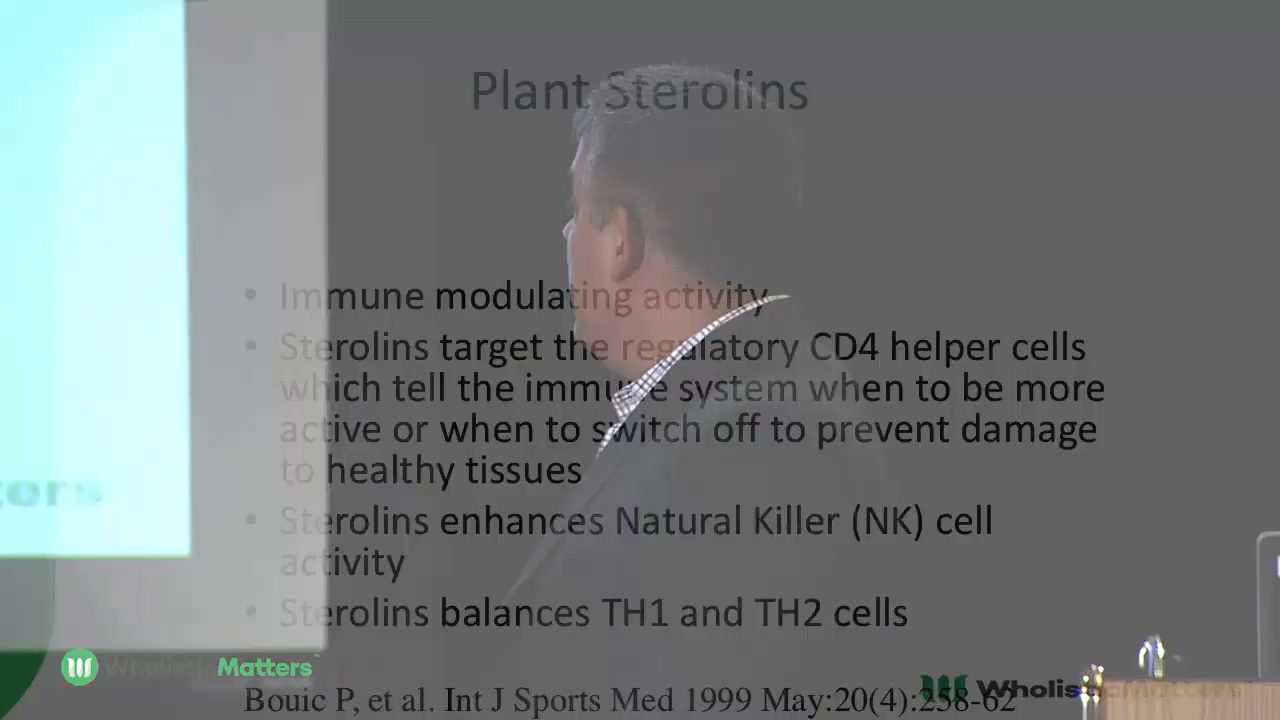 Plant Sterolins
• Immune modulating activity
• Sterolins target the regulatory CD4 helper cells
which tell the immune system when to be more
active or when to switch off to prevent damage
to healthy tissues
• Sterolins enhances Natural Killer (NK) cell
activity
• Sterolins balances TH1 and TH2 cells
ters
WholisticMatters
WholisticMatters
Bouic P, et al. Int J Sports Med 1999 May:20(4):258-62